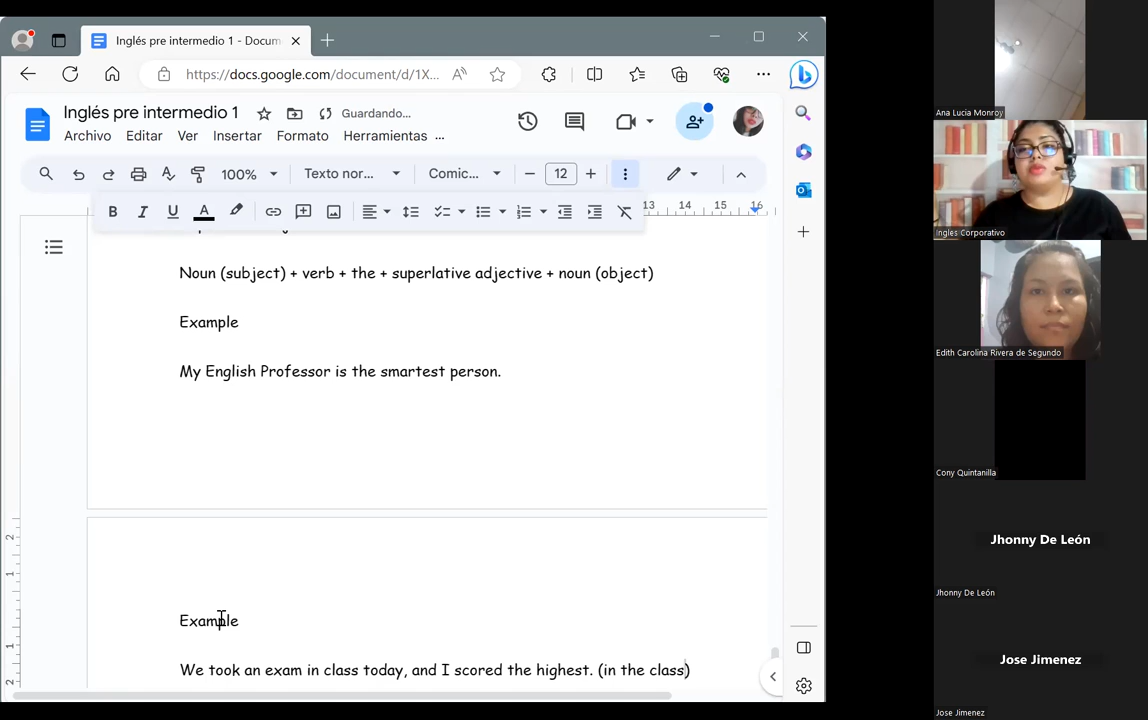 Inglés pre intermedio 1 - Docum
https://docs.google.com/document/d/1X...
Inglés pre intermedio 1
Guardando...
Archivo Editar Ver Insertar Formato Herramientas ...
100% Texto nor... Comic... 12
13 14 15 16
Noun (subject) + verb + the + superlative adjective + noun (object)
Example
My English Professor is the smartest person.
Example
We took an exam in class today, and I scored the highest. (in the class)
Ana Lucia Monroy
Ingles Corporativo
Edith Carolina Rivera de Segundo
Cony Quintanilla
Jhonny De León
Jhonny De León
Jose Jimenez
Jose Jimenez